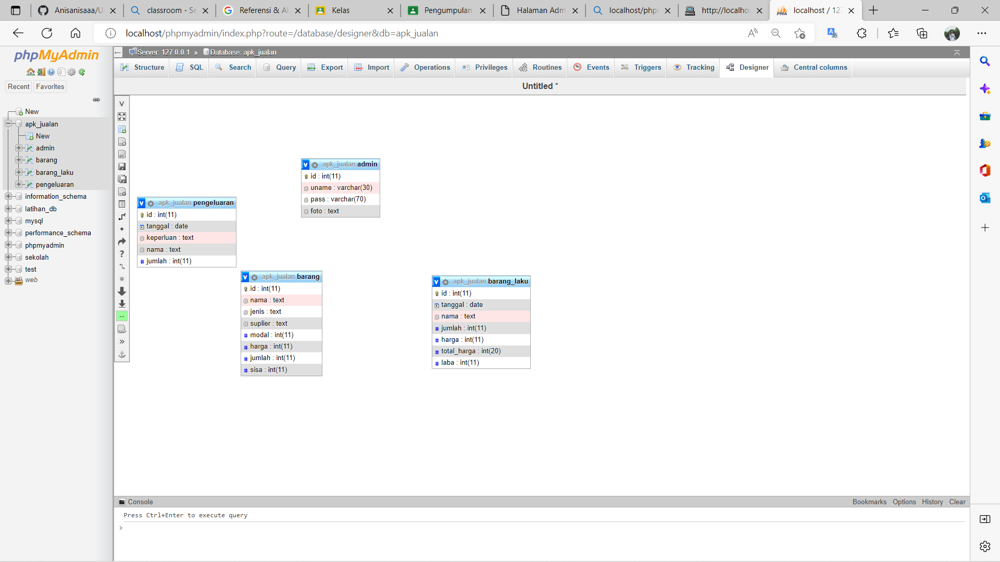 Anisanisaaa/U
classroom - Se
Referensi & Al
Kelas
Pengumpulan
Halaman Adm
localhost/php
http://localhos
localhost / 127
localhost/phpmyadmin/index.php?route=/database/designer&db=apk_jualan
phpMyAdmin
Recent
Favorites
New
apk_jualan
New
admin
barang
barang_laku
pengeluaran
information_schema
latihan_db
mysql
performance_schema
phpmyadmin
sekolah
test
web
Server: 127.0.0.1 » Database: apk_jualan
Structure
SQL
Search
Query
Export
Import
Operations
Privileges
Routines
Events
Triggers
Tracking
Designer
Central columns
Untitled *
v apk_jualan admin
id : int(11)
uname : varchar(30)
pass : varchar(70)
foto : text
v apk_jualan pengeluaran
id : int(11)
tanggal : date
keperluan : text
nama : text
# jumlah : int(11)
v apk_jualan barang
id : int(11)
nama : text
jenis : text
suplier : text
# modal : int(11)
# harga : int(11)
# jumlah : int(11)
# sisa : int(11)
v apk_jualan barang_laku
id : int(11)
tanggal : date
nama : text
# jumlah : int(11)
# harga : int(11)
# total_harga : int(20)
# laba : int(11)
Console
Bookmarks Options History Clear
Press Ctrl+Enter to execute query
>